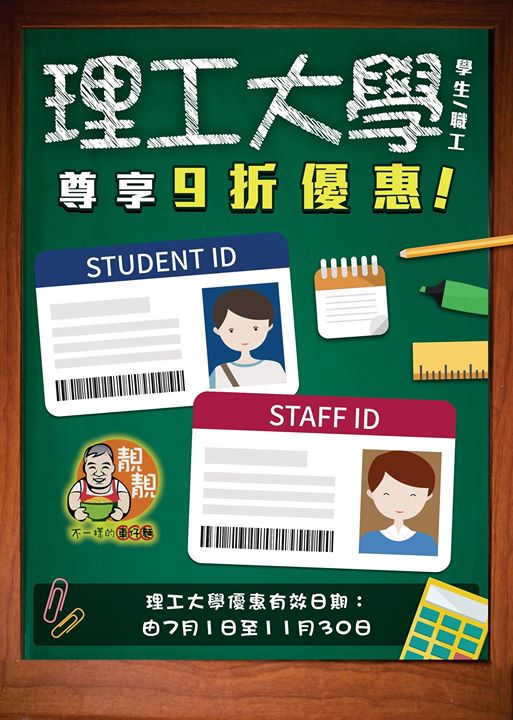 理工大學
學生/職工
尊享9折優惠!
STUDENT ID
STAFF ID
靚靚
不一樣的車仔麵
理工大學優惠有效日期：
由7月1日至11月30日